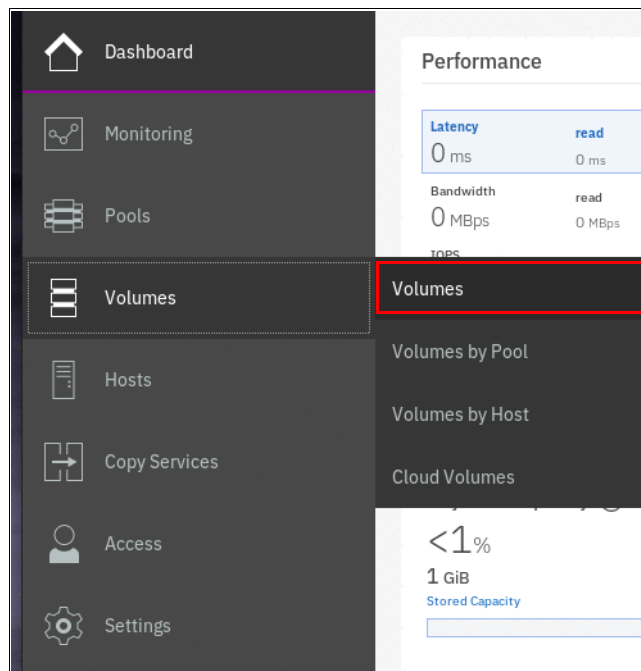 Dashboard
Monitoring
Pools
Volumes
Hosts
Copy Services
Access
Settings
Performance
Latency read
0 ms 0 ms
Bandwidth read
0 MBps 0 MBps
IOPS
Volumes
Volumes by Pool
Volumes by Host
Cloud Volumes
<1%
1 GiB
Stored Capacity